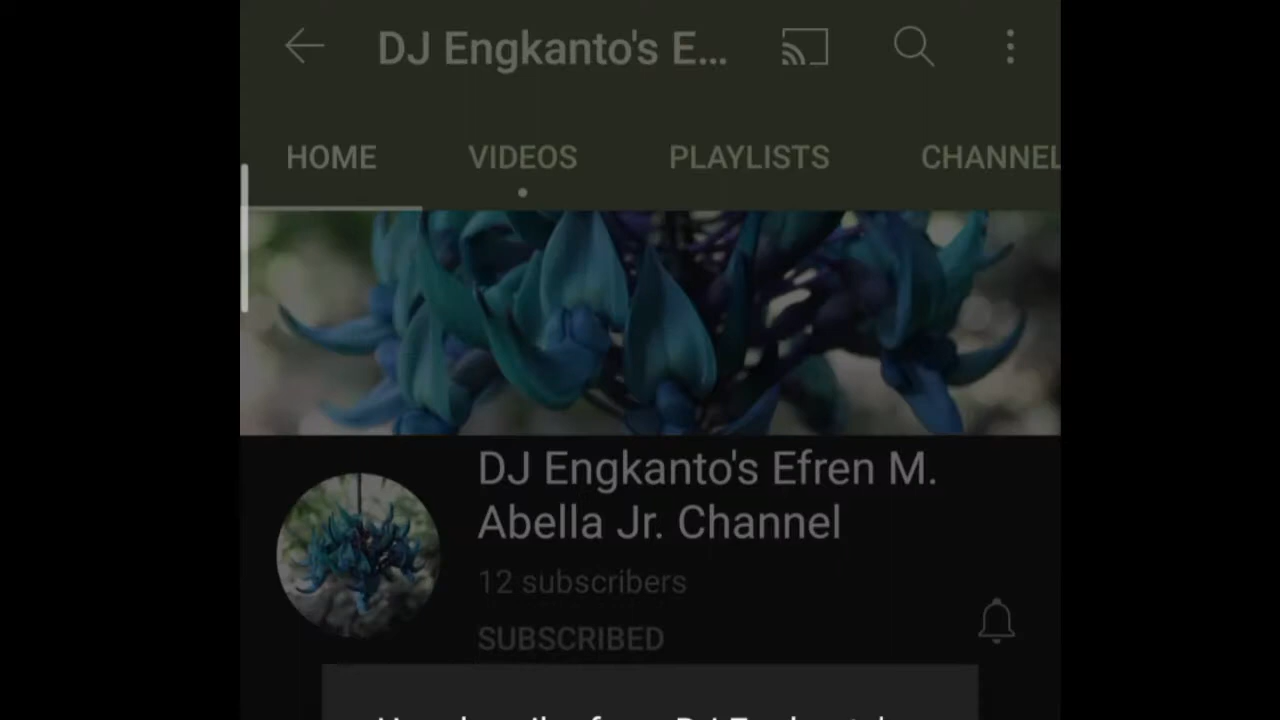 DJ Engkanto's E...
HOME VIDEOS PLAYLISTS CHANNEL
DJ Engkanto's Efren M.
Abella Jr. Channel
12 subscribers
SUBSCRIBED